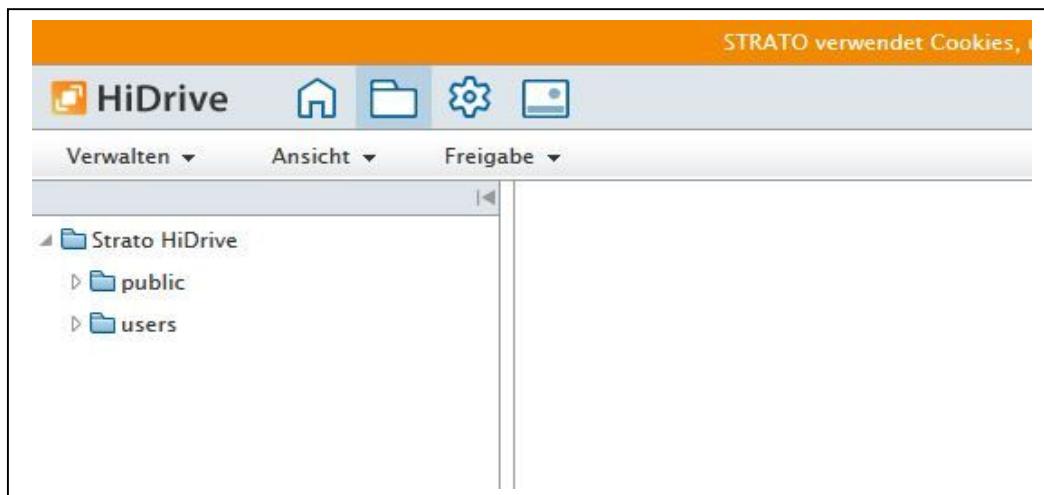 STRATO verwendet Cookies,
HiDrive
Verwalten Ansicht Freigabe
Strato HiDrive
public
users